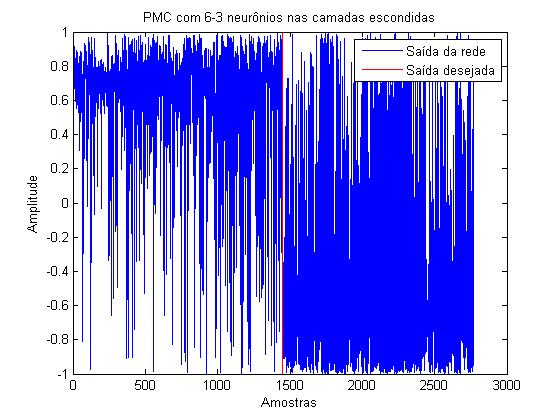 PMC com 6-3 neurônios nas camadas escondidas
Saída da rede
Saída desejada
1
0.8
0.6
0.4
0.2
0
-0.2
-0.4
-0.6
-0.8
-1
Amplitude
0 500 1000 1500 2000 2500 3000
Amostras